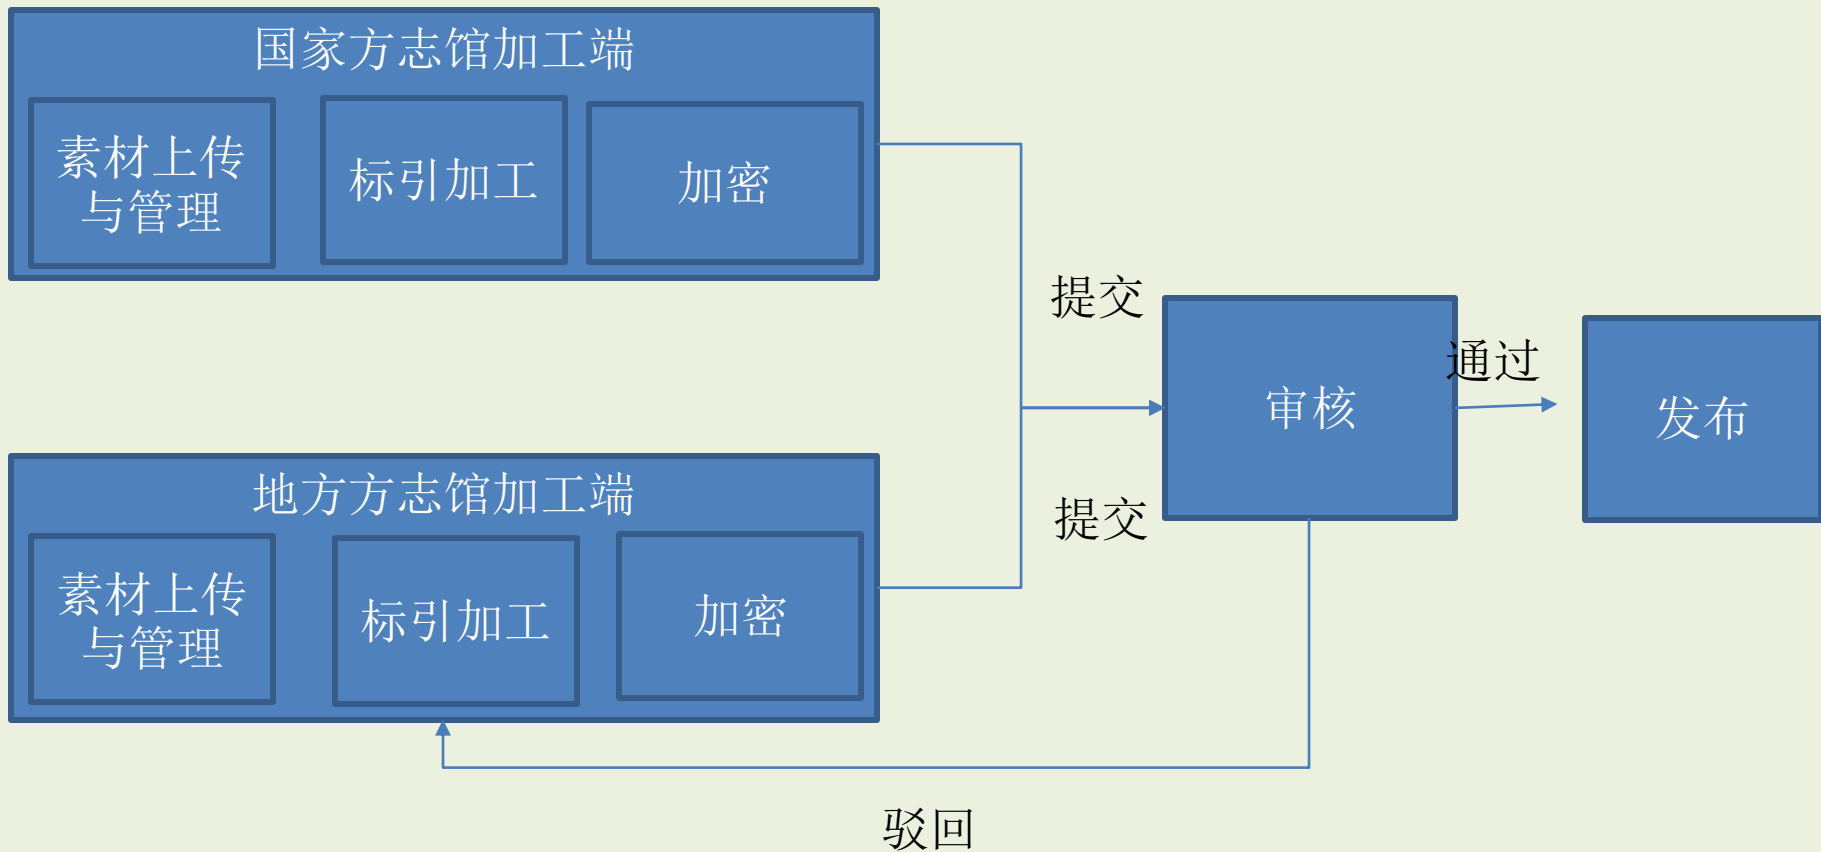 国家方志馆加工端
素材上传
与管理
标引加工
加密
提交
审核
通过
发布
地方方志馆加工端
素材上传
与管理
标引加工
加密
提交
驳回